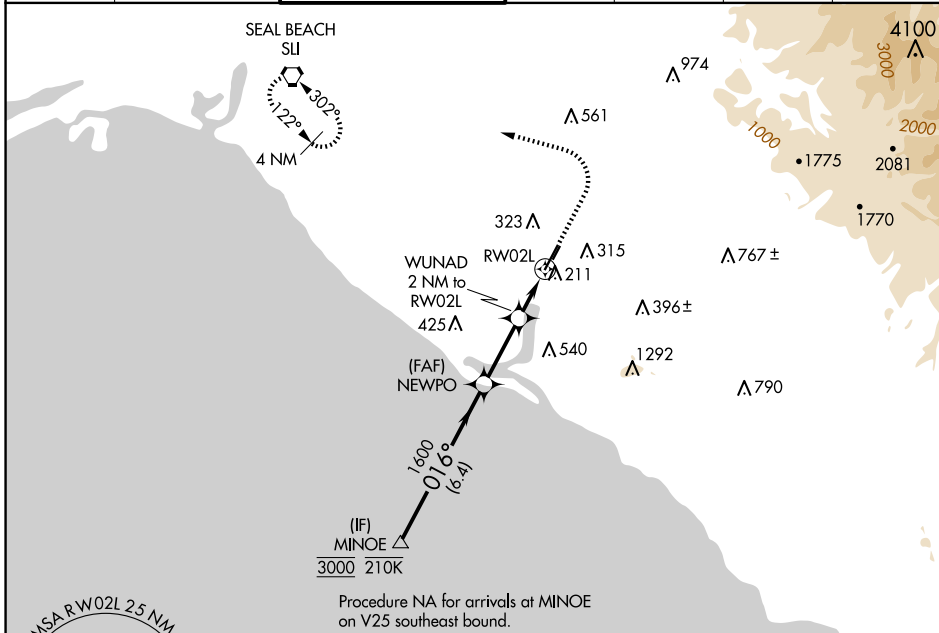 SEAL BEACH
SLI
302°
122°
4 NM
4100
3000
974
561
1000
2000
1775
2081
1770
323
RW02L
315
211
767 ±
WUNAD
2 NM to
RW02L
425
396 ±
540
1292
(FAF)
NEWPO
790
1600
016°
(6.4)
(IF)
MINOE
3000 210K
Procedure NA for arrivals at MINOE
on V25 southeast bound.
MSA RW02L 25 NM